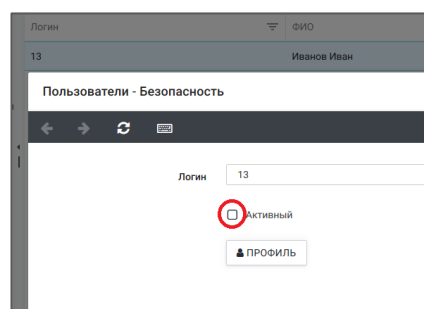 Логин ФИО
13 Иванов Иван
Пользователи - Безопасность
Логин 13
Активный
ПРОФИЛЬ